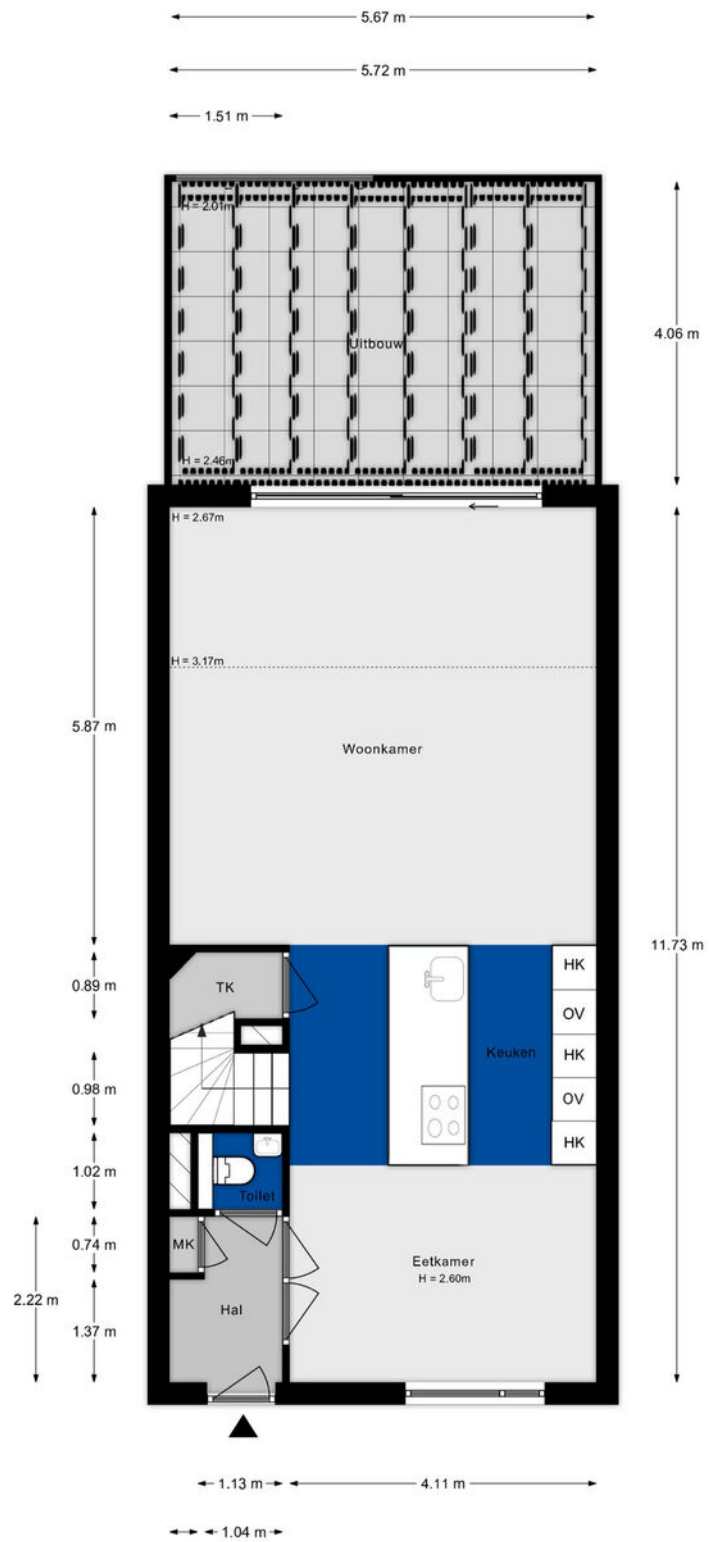 5.67 m
5.72 m
1.51 m
H = 2.01m
Uitbouw
4.06 m
H = 2.46m
H = 2.67m
H = 3.17m
5.87 m
Woonkamer
11.73 m
0.89 m
TK
HK
OV
Keuken
HK
0.98 m
OV
HK
1.02 m
Toilet
0.74 m
MK
2.22 m
Eetkamer
H = 2.60m
Hal
1.37 m
1.13 m
4.11 m
1.04 m